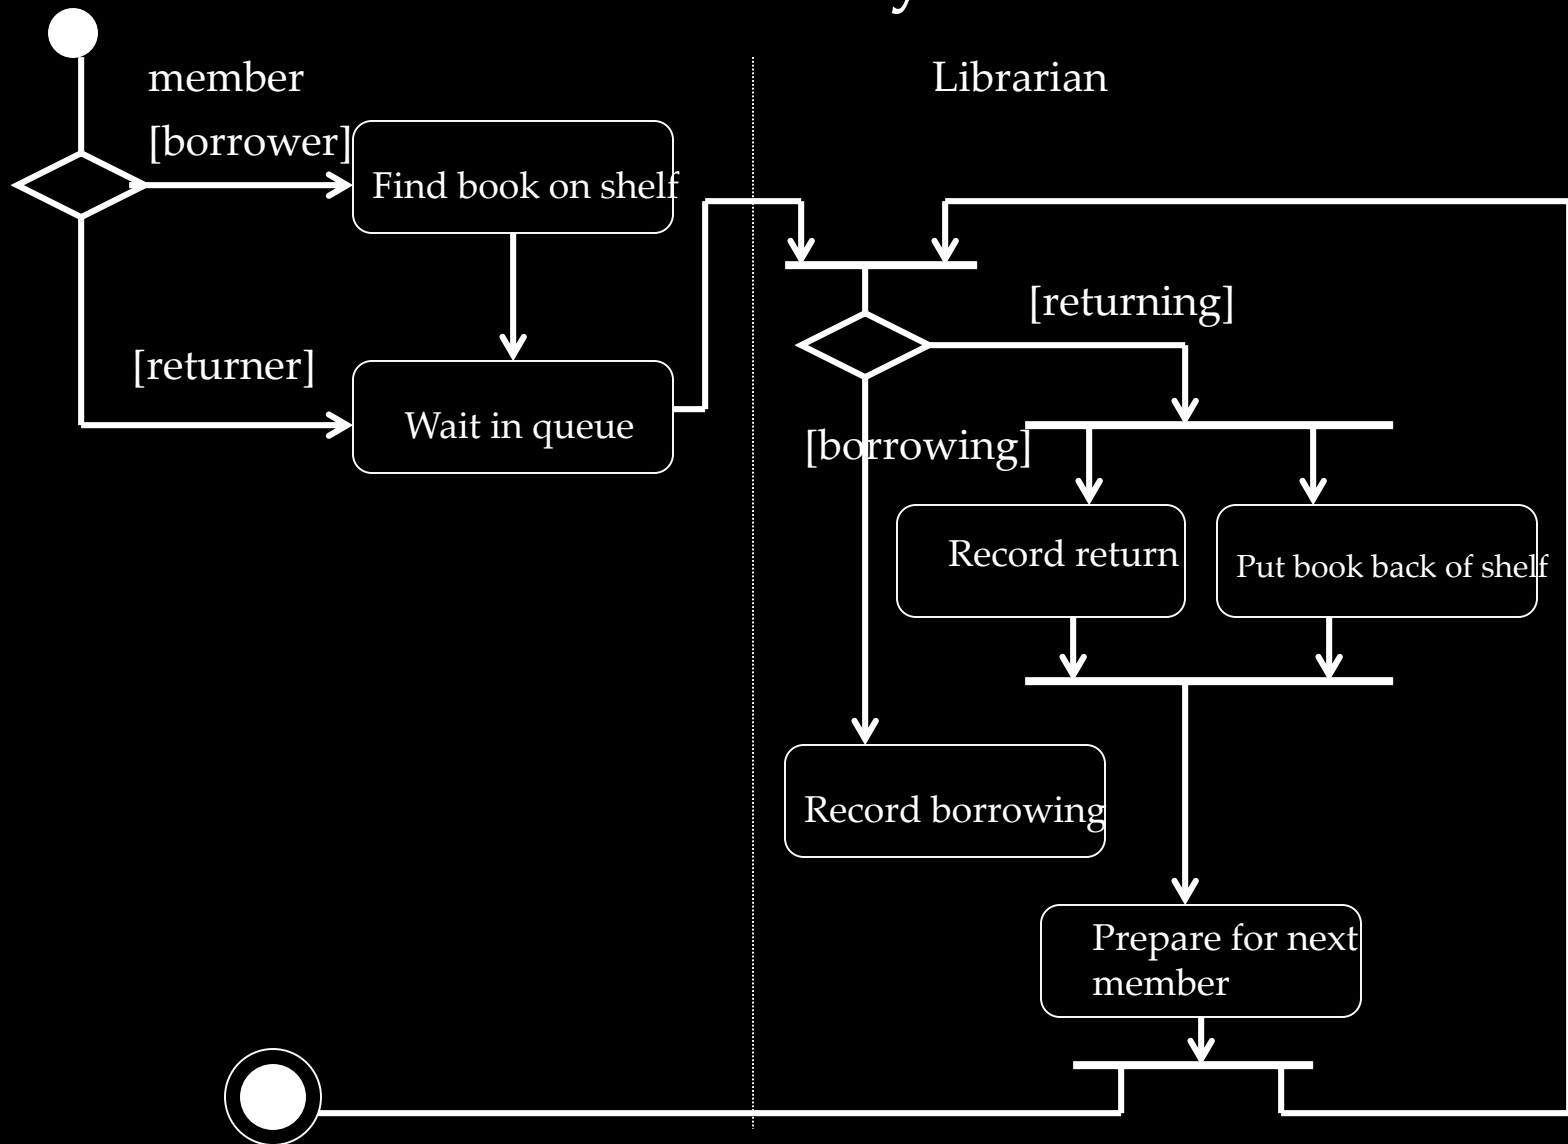 member
Librarian
[borrower]
Find book on shelf
[returning]
[returner]
Wait in queue
[borrowing]
Record return
Put book back of shelf
Record borrowing
Prepare for next
member